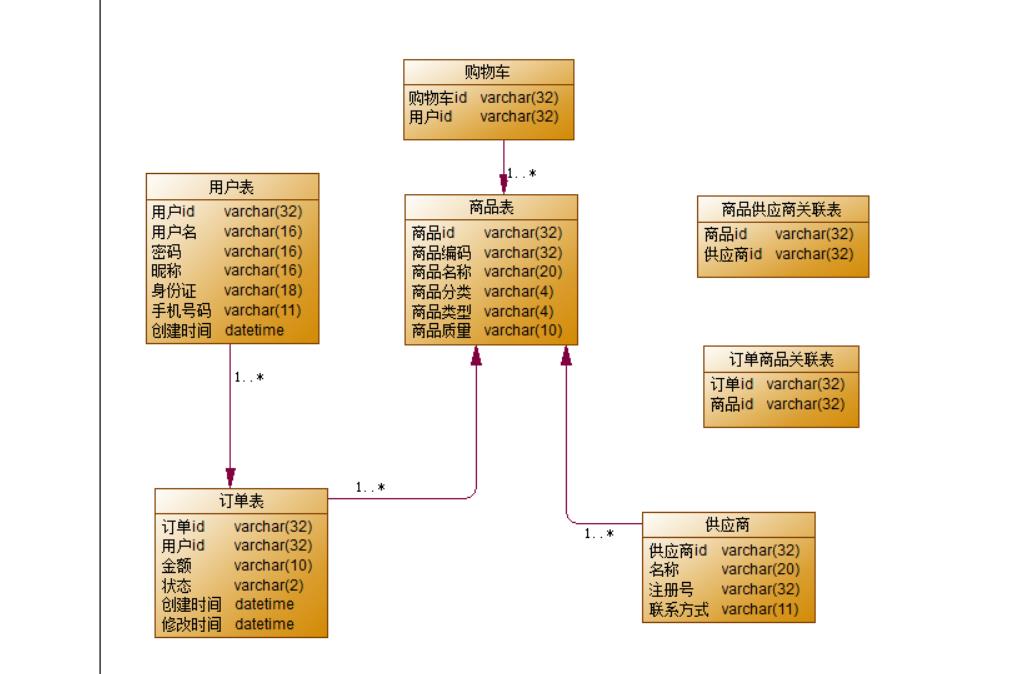 购物车
购物车id varchar(32)
用户id varchar(32)
1..*
用户表
用户id varchar(32)
用户名 varchar(16)
密码 varchar(16)
昵称 varchar(16)
身份证 varchar(18)
手机号码 varchar(11)
创建时间 datetime
商品表
商品id varchar(32)
商品编码 varchar(32)
商品名称 varchar(20)
商品分类 varchar(4)
商品类型 varchar(4)
商品质量 varchar(10)
商品供应商关联表
商品id varchar(32)
供应商id varchar(32)
订单商品关联表
订单id varchar(32)
商品id varchar(32)
1..*
订单表
订单id varchar(32)
用户id varchar(32)
金额 varchar(10)
状态 varchar(2)
创建时间 datetime
修改时间 datetime
1..*
1..*
供应商
供应商id varchar(32)
名称 varchar(20)
注册号 varchar(32)
联系方式 varchar(11)